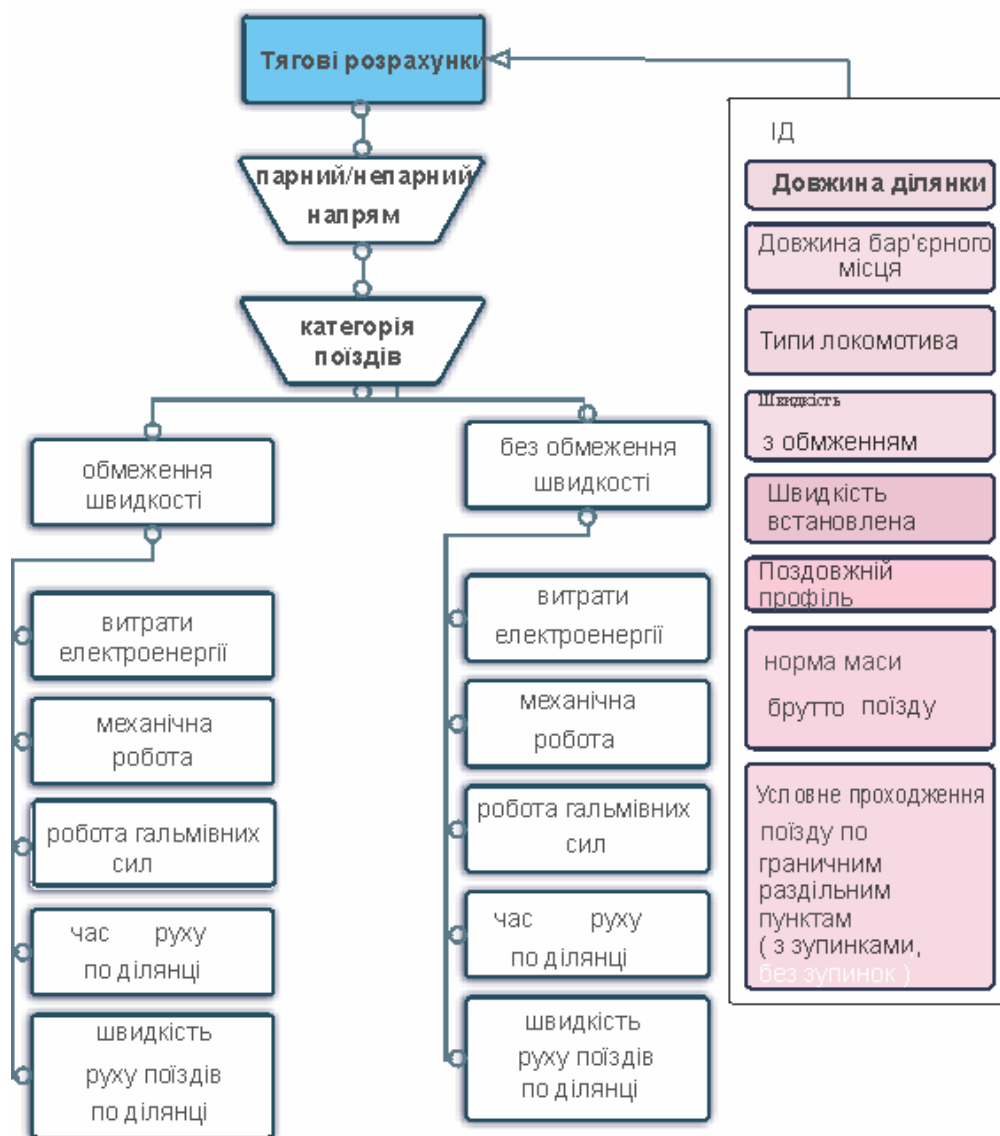 Тягові розрахунки
парний/непарний
напрям
категорія
поїздів
обмеження
швидкості
витрати
електроенергії
механічна
робота
робота гальмівних
сил
час руху
по ділянці
швидкість
руху поїздів
по ділянці
без обмеження
швидкості
витрати
електроенергії
механічна
робота
робота гальмівних
сил
час руху
по ділянці
швидкість
руху поїздів
по ділянці
ІД
Довжина ділянки
Довжина бар'єрного
місця
Типи локомотива
Швидкість
з обмженням
Швидкість
встановлена
Поздовжній
профіль
норма маси
брутто поїзду
Условне проходження
поїзду по
граничним
раздільним
пунктам
( з зупинками,
без зупинок )